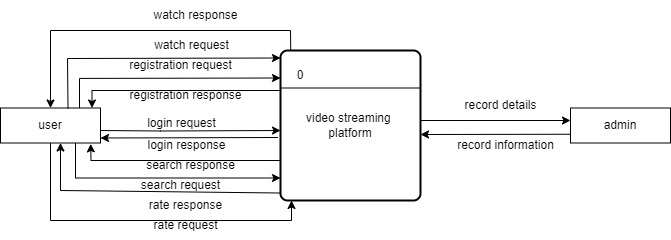 watch response
watch request
registration request
0
registration response
record details
video streaming
platform
user
login request
admin
login response
record information
search response
search request
rate response
rate request